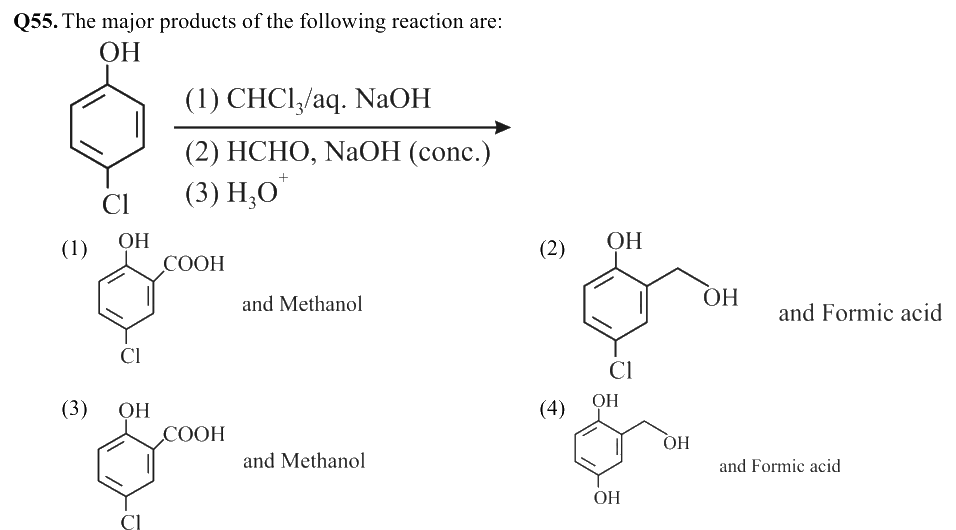 Q55. The major products of the following reaction are:
OH
(1) CHCl₃/aq. NaOH
(2) HCHO, NaOH (conc.)
(3) H₃O⁺
Cl
(1)
OH
COOH
and Methanol
Cl
(2)
OH
OH
and Formic acid
Cl
(3)
OH
COOH
and Methanol
Cl
(4)
OH
OH
and Formic acid
OH